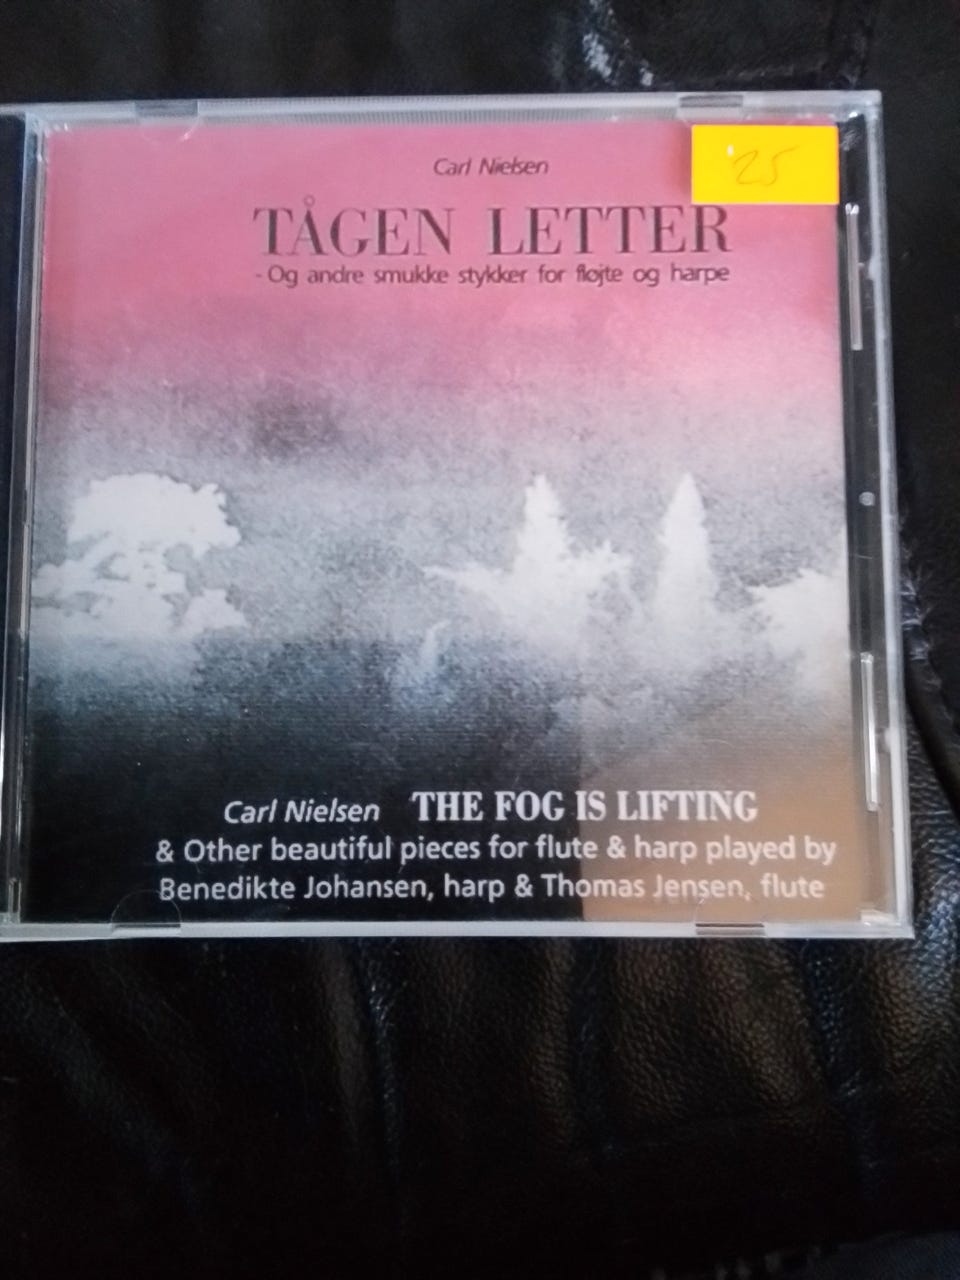 Carl Nielsen
25
TÅGEN LETTER
- Og andre smukke stykker for fløjte og harpe
Carl Nielsen THE FOG IS LIFTING
& Other beautiful pieces for flute & harp played by
Benedikte Johansen, harp & Thomas Jensen, flute